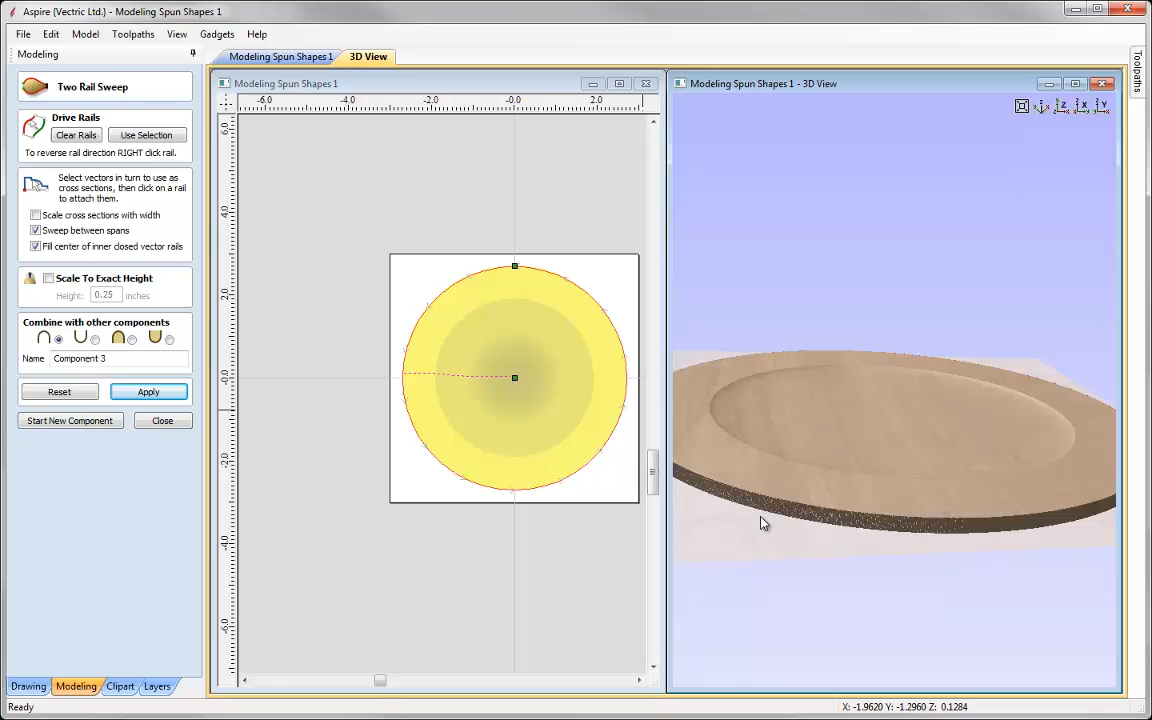 Aspire {Vectric Ltd.} - Modeling Spun Shapes 1
File Edit Model Toolpaths View Gadgets Help
Modeling
Modeling Spun Shapes 1
3D View
Toolpaths
Two Rail Sweep
Drive Rails
Clear Rails
Use Selection
To reverse rail direction RIGHT click rail.
Select vectors in turn to use as
cross sections, then click on a rail
to attach them.
Scale cross sections with width
Sweep between spans
Fill center of inner closed vector rails
Scale To Exact Height
Height: 0.25 inches
Combine with other components
Name Component 3
Reset
Apply
Start New Component
Close
Drawing Modeling Clipart Layers
Modeling Spun Shapes 1
-6.0 -4.0 -2.0 -0.0 2.0
6.0
4.0
2.0
-0.0
-2.0
-4.0
-6.0
Modeling Spun Shapes 1 - 3D View
Z X Y
Ready
X: -1.9620 Y: -1.2960 Z: 0.1284